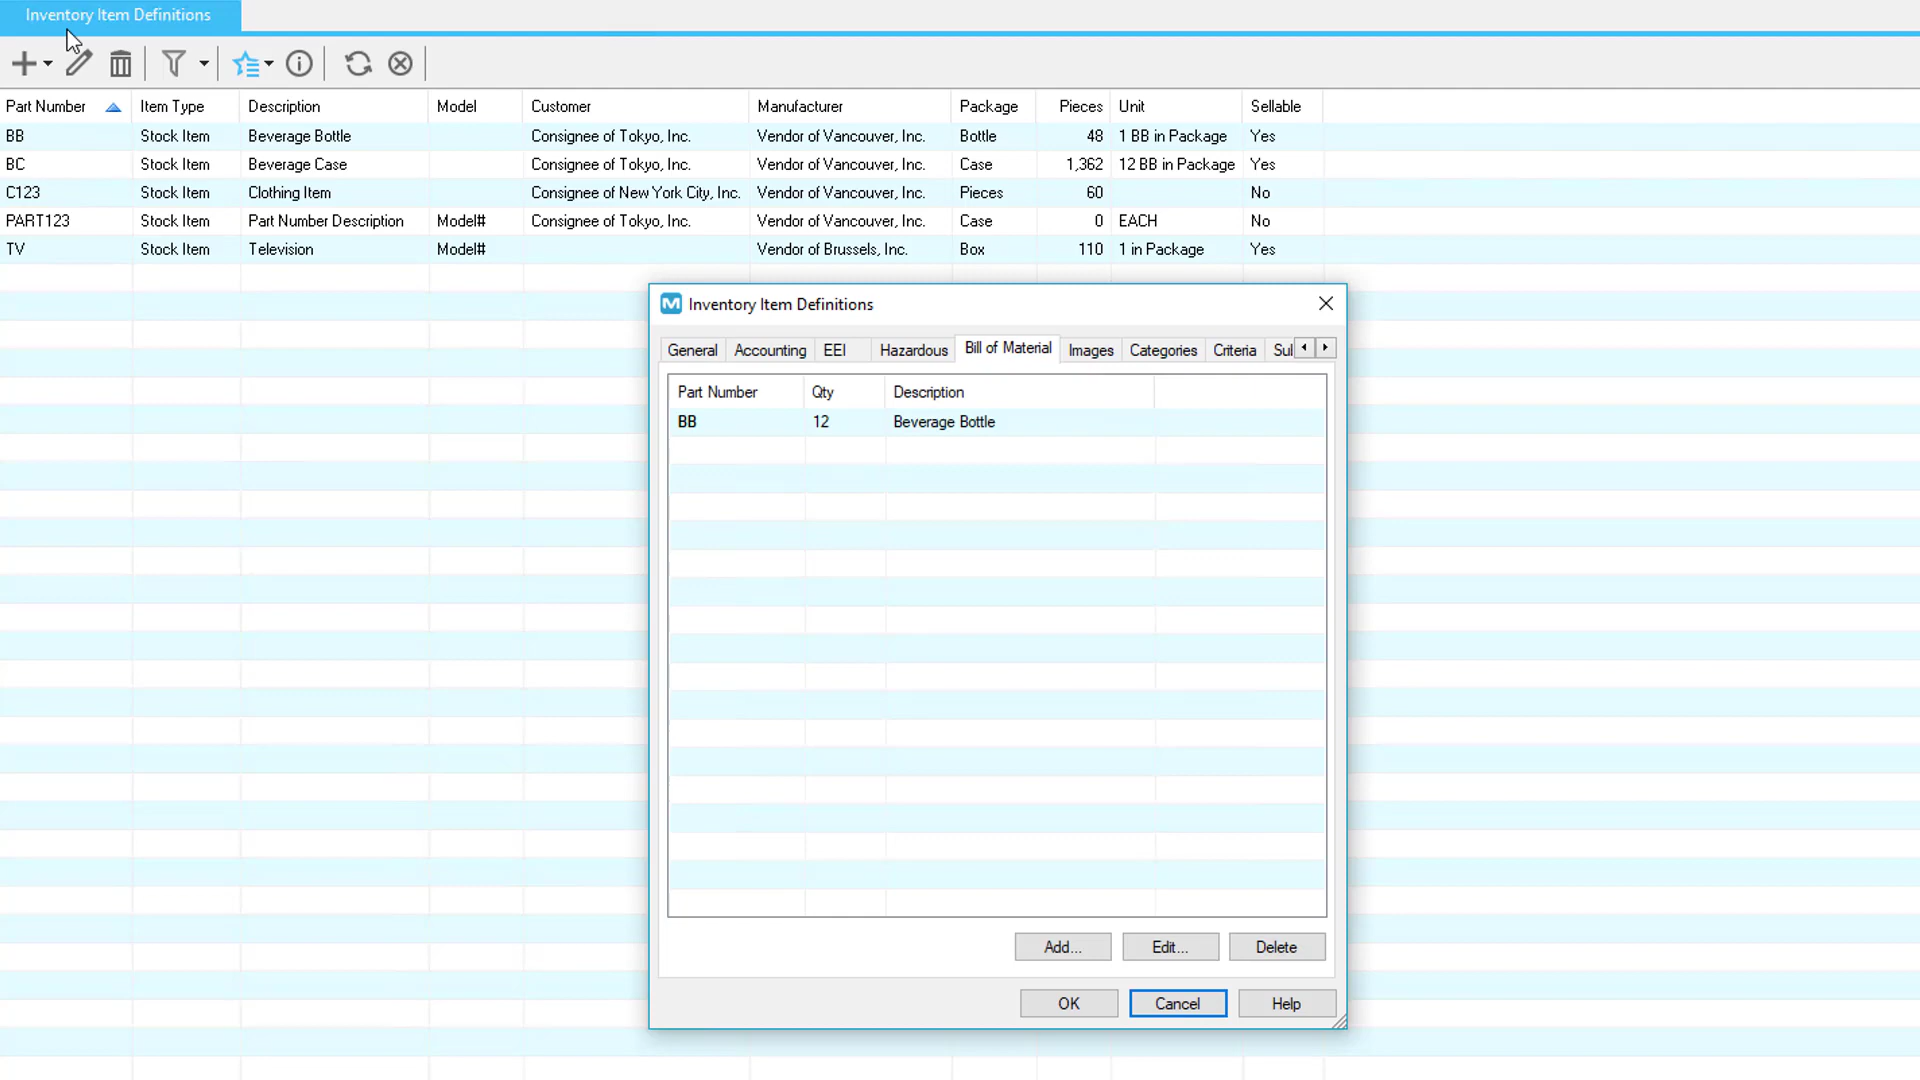 Inventory Item Definitions
Part Number Item Type Description Model Customer Manufacturer Package Pieces Unit Sellable
BB Stock Item Beverage Bottle Consignee of Tokyo, Inc. Vendor of Vancouver, Inc. Bottle 48 1 BB in Package Yes
BC Stock Item Beverage Case Consignee of Tokyo, Inc. Vendor of Vancouver, Inc. Case 1,362 12 BB in Package Yes
C123 Stock Item Clothing Item Consignee of New York City, Inc. Vendor of Vancouver, Inc. Pieces 60 No
PART123 Stock Item Part Number Description Model# Consignee of Tokyo, Inc. Vendor of Vancouver, Inc. Case 0 EACH No
TV Stock Item Television Model# Vendor of Brussels, Inc. Box 110 1 in Package Yes
M Inventory Item Definitions
General Accounting EEI Hazardous Bill of Material Images Categories Criteria Sul
Part Number Qty Description
BB 12 Beverage Bottle
Add... Edit... Delete
OK Cancel Help